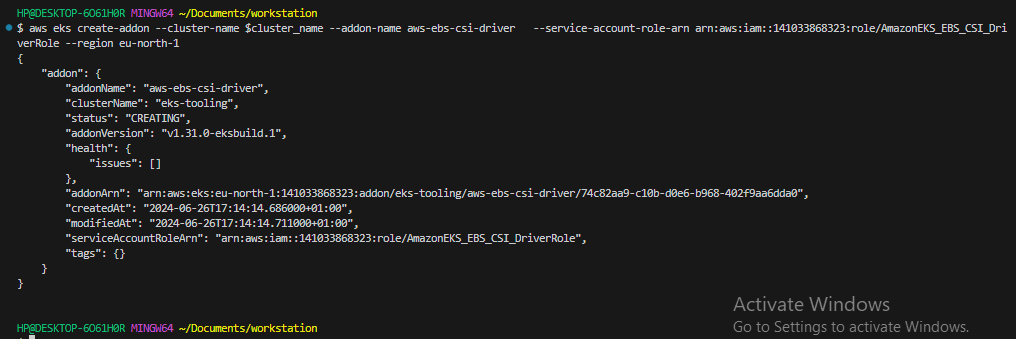 HP@DESKTOP-6O61H0R MINGW64 ~/Documents/workstation
$ aws eks create-addon --cluster-name $cluster_name --addon-name aws-ebs-csi-driver   --service-account-role-arn arn:aws:iam::141033868323:role/AmazonEKS_EBS_CSI_Dri
verRole --region eu-north-1
{
    "addon": {
        "addonName": "aws-ebs-csi-driver",
        "clusterName": "eks-tooling",
        "status": "CREATING",
        "addonVersion": "v1.31.0-eksbuild.1",
        "health": {
            "issues": []
        },
        "addonArn": "arn:aws:eks:eu-north-1:141033868323:addon/eks-tooling/aws-ebs-csi-driver/74c82aa9-c10b-d0e6-b968-402f9aa6dda0",
        "createdAt": "2024-06-26T17:14:14.686000+01:00",
        "modifiedAt": "2024-06-26T17:14:14.711000+01:00",
        "serviceAccountRoleArn": "arn:aws:iam::141033868323:role/AmazonEKS_EBS_CSI_DriverRole",
        "tags": {}
    }
}
HP@DESKTOP-6O61H0R MINGW64 ~/Documents/workstation
Activate Windows
Go to Settings to activate Windows.